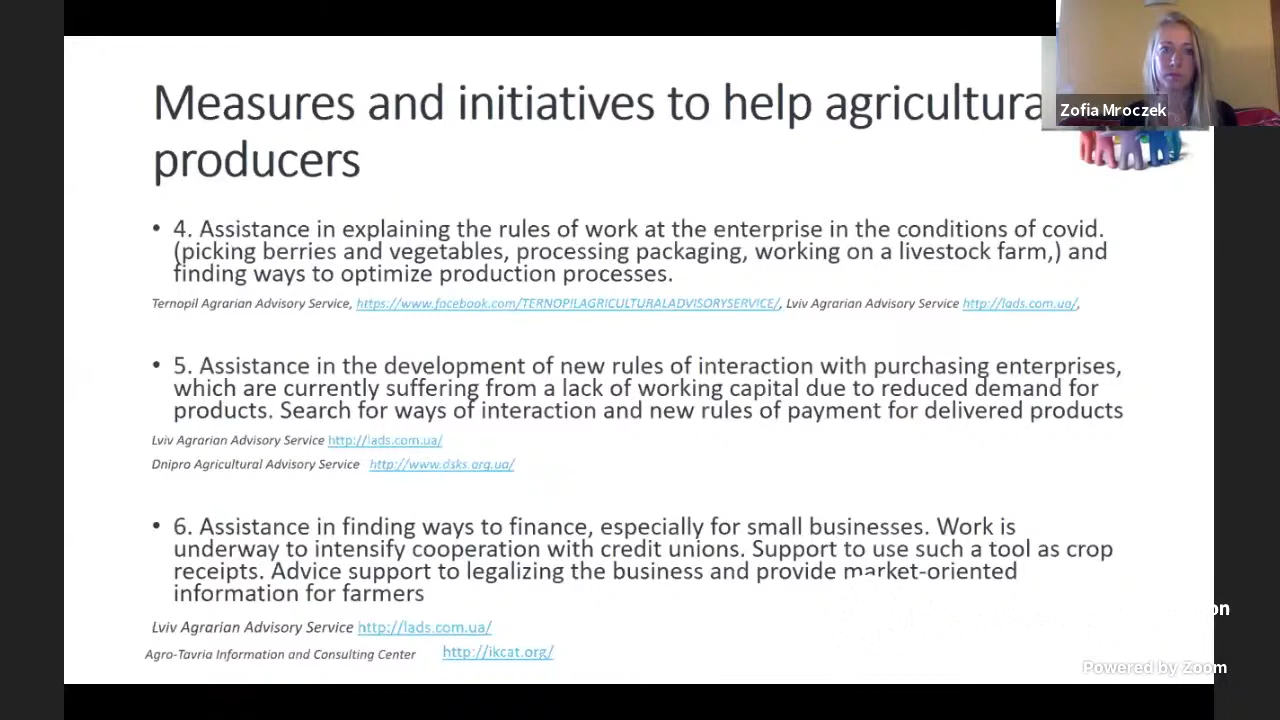 Measures and initiatives to help agricultura
producers
Zofia Mroczek
• 4. Assistance in explaining the rules of work at the enterprise in the conditions of covid.
(picking berries and vegetables, processing packaging, working on a livestock farm,) and
finding ways to optimize production processes.
Ternopil Agrarian Advisory Service, https://www.facebook.com/TERNOPILAGRICULTURALADVISORYSERVICE/, Lviv Agrarian Advisory Service http://lads.com.ua/,
• 5. Assistance in the development of new rules of interaction with purchasing enterprises,
which are currently suffering from a lack of working capital due to reduced demand for
products. Search for ways of interaction and new rules of payment for delivered products
Lviv Agrarian Advisory Service http://lads.com.ua/
Dnipro Agricultural Advisory Service http://www.dsks.org.ua/
• 6. Assistance in finding ways to finance, especially for small businesses. Work is
underway to intensify cooperation with credit unions. Support to use such a tool as crop
receipts. Advice support to legalizing the business and provide market-oriented
information for farmers
on
Lviv Agrarian Advisory Service http://lads.com.ua/
Agro-Tavria Information and Consulting Center http://ikcat.org/
Powered by Zoom